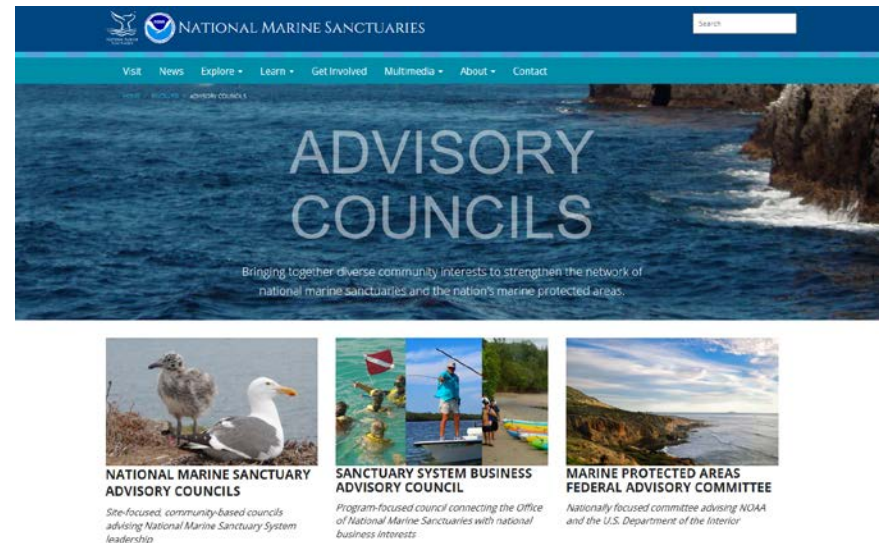 NATIONAL MARINE SANCTUARIES
Search
Visit News Explore Learn Get Involved Multimedia About Contact
ADVISORY COUNCILS
ADVISORY
COUNCILS
Bringing together diverse community interests to strengthen the network of
national marine sanctuaries and the nation's marine protected areas.
NATIONAL MARINE SANCTUARY
ADVISORY COUNCILS
Site-focused, community-based councils
advising National Marine Sanctuary System
leadership
SANCTUARY SYSTEM BUSINESS
ADVISORY COUNCIL
Program-focused council connecting the Office
of National Marine Sanctuaries with national
business interests
MARINE PROTECTED AREAS
FEDERAL ADVISORY COMMITTEE
Nationally focused committee advising NOAA
and the U.S. Department of the Interior